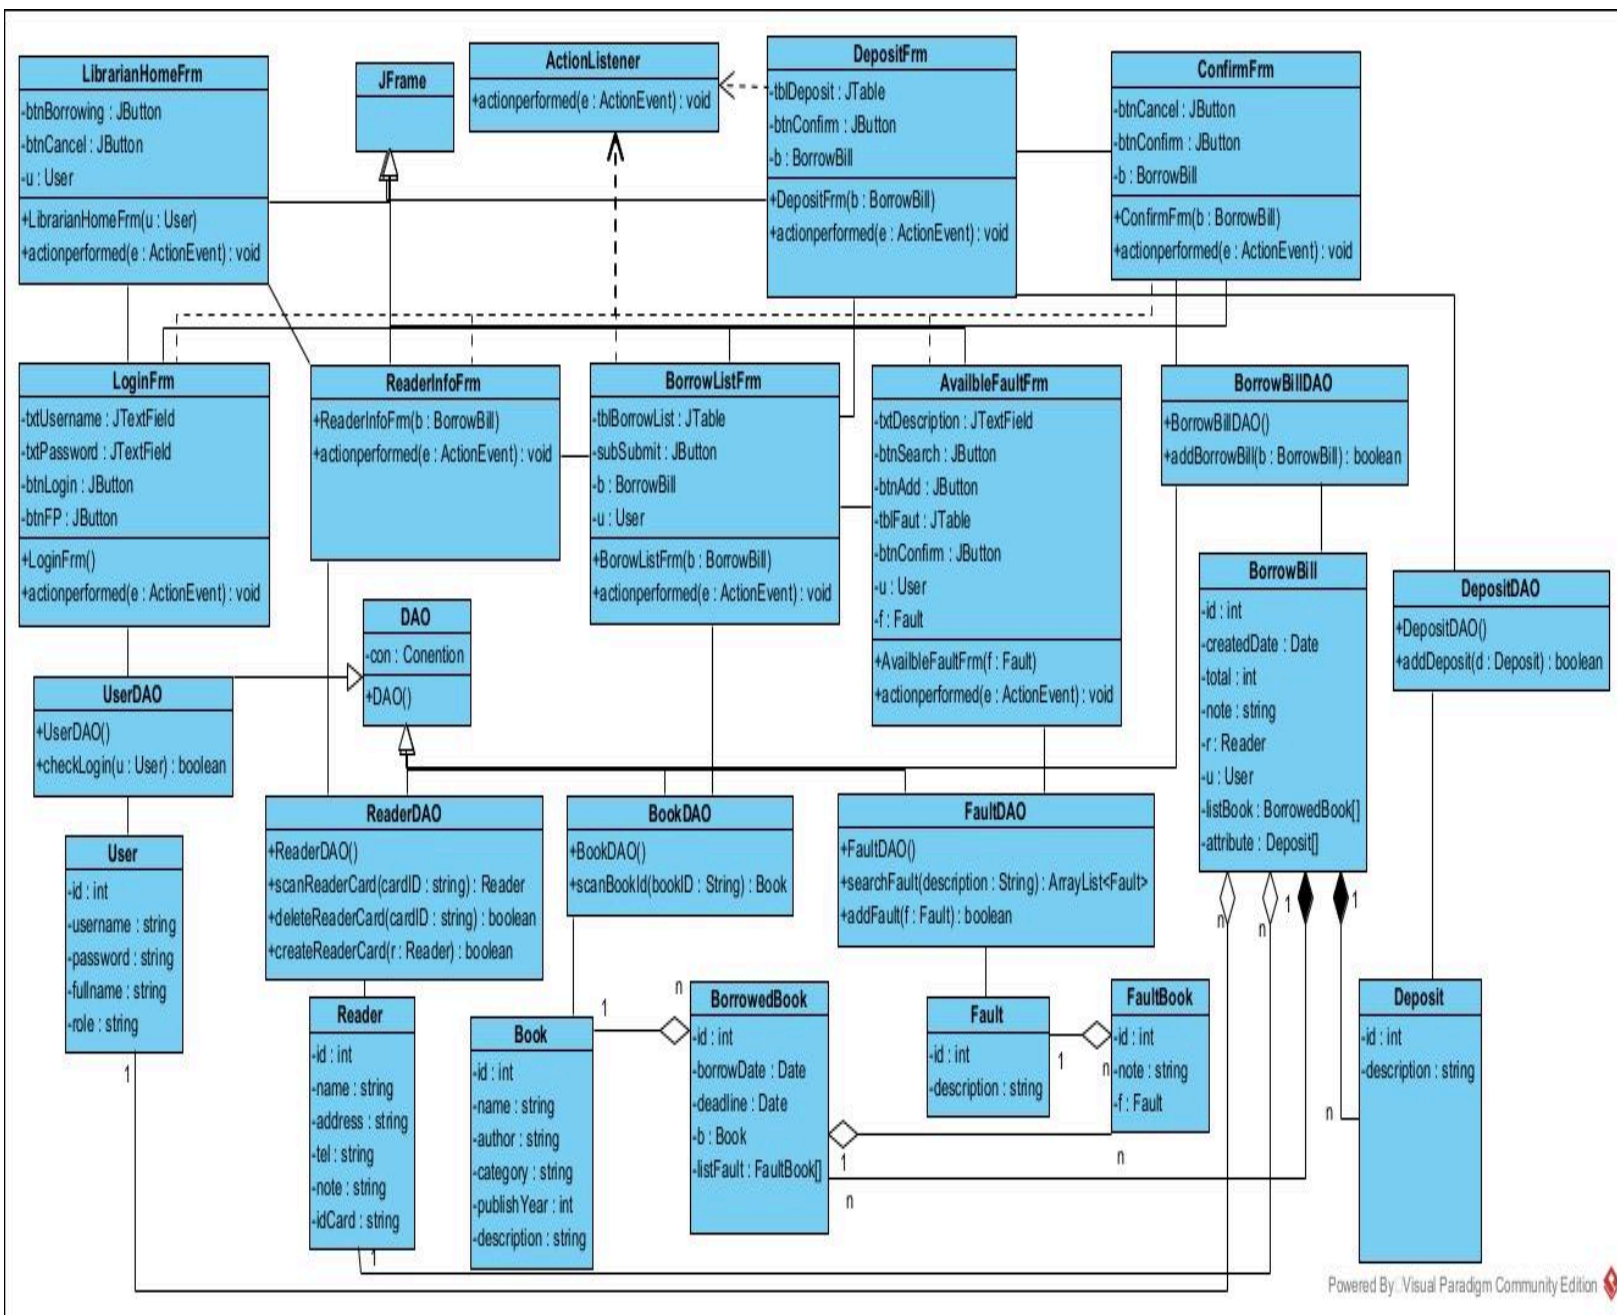 LibrarianHomeFrm
-btnBorrowing : JButton
-btnCancel : JButton
-u : User
+LibrarianHomeFrm(u : User)
+actionperformed(e : ActionEvent) : void
JFrame
ActionListener
+actionperformed(e : ActionEvent) : void
DepositFrm
-tblDeposit : JTable
-btnConfirm : JButton
-b : BorrowBill
+DepositFrm(b : BorrowBill)
+actionperformed(e : ActionEvent) : void
ConfirmFrm
-btnCancel : JButton
-btnConfirm : JButton
-b : BorrowBill
+ConfirmFrm(b : BorrowBill)
+actionperformed(e : ActionEvent) : void
LoginFrm
-txtUsername : JTextField
-txtPassword : JTextField
-btnLogin : JButton
-btnFP : JButton
+LoginFrm()
+actionperformed(e : ActionEvent) : void
ReaderInfoFrm
+ReaderInfoFrm(b : BorrowBill)
+actionperformed(e : ActionEvent) : void
BorrowListFrm
-tblBorrowList : JTable
-subSubmit : JButton
-b : BorrowBill
-u : User
+BorowListFrm(b : BorrowBill)
+actionperformed(e : ActionEvent) : void
AvailbleFaultFrm
-txtDescription : JTextField
-btnSearch : JButton
-btnAdd : JButton
-tblFaut : JTable
-btnConfirm : JButton
-u : User
-f : Fault
+AvailbleFaultFrm(f : Fault)
+actionperformed(e : ActionEvent) : void
BorrowBillDAO
+BorrowBillDAO()
+addBorrowBill(b : BorrowBill) : boolean
BorrowBill
-id : int
-createdDate : Date
-total : int
-note : string
-r : Reader
-u : User
-listBook : BorrowedBook[]
-attribute : Deposit[]
DepositDAO
+DepositDAO()
+addDeposit(d : Deposit) : boolean
DAO
-con : Conention
+DAO()
UserDAO
+UserDAO()
+checkLogin(u : User) : boolean
ReaderDAO
+ReaderDAO()
+scanReaderCard(cardID : string) : Reader
+deleteReaderCard(cardID : string) : boolean
+createReaderCard(r : Reader) : boolean
BookDAO
+BookDAO()
+scanBookId(bookID : String) : Book
FaultDAO
+FaultDAO()
+searchFault(description : String) : ArrayList<Fault>
+addFault(f : Fault) : boolean
User
-id : int
-username : string
-password : string
-fullname : string
-role : string
1
Reader
-id : int
-name : string
-address : string
-tel : string
-note : string
-idCard : string
1
Book
-id : int
-name : string
-author : string
-category : string
-publishYear : int
-description : string
1
n
BorrowedBook
-id : int
-borrowDate : Date
-deadline : Date
-b : Book
-listFault : FaultBook[]
1
n
n
Fault
-id : int
-description : string
1
n
FaultBook
-id : int
-note : string
-f : Fault
n
n
1
1
n
Deposit
-id : int
-description : string
Powered By Visual Paradigm Community Edition